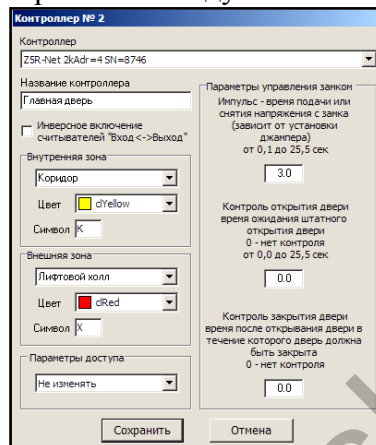 Контроллер № 2
Контроллер
Z5R-Net 2kAdr=4 SN=8746
Название контроллера
Главная дверь
Инверсное включение
считывателей "Вход<->Выход"
Внутренняя зона
Коридор
Цвет clYellow
Символ К
Внешняя зона
Лифтовой холл
Цвет clRed
Символ Х
Параметры доступа
Не изменять
Параметры управления замком
Импульс - время подачи или
снятия напряжения с замка
(зависит от установки
джампера)
от 0,1 до 25,5 сек
3.0
Контроль открытия двери
время ожидания штатного
открытия двери
0 - нет контроля
от 0,0 до 25,5 сек
0.0
Контроль закрытия двери
время после открывания двери в
течение которого дверь должна
быть закрыта
0 - нет контроля
0.0
Сохранить
Отмена